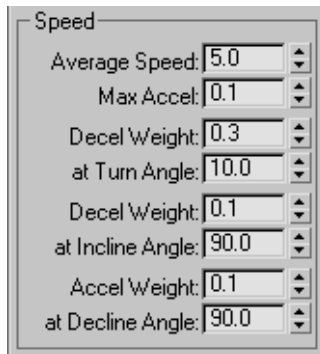 Speed
Average Speed: 5.0
Max Accel: 0.1
Decel Weight: 0.3
at Turn Angle: 10.0
Decel Weight: 0.1
at Incline Angle: 90.0
Accel Weight: 0.1
at Decline Angle: 90.0